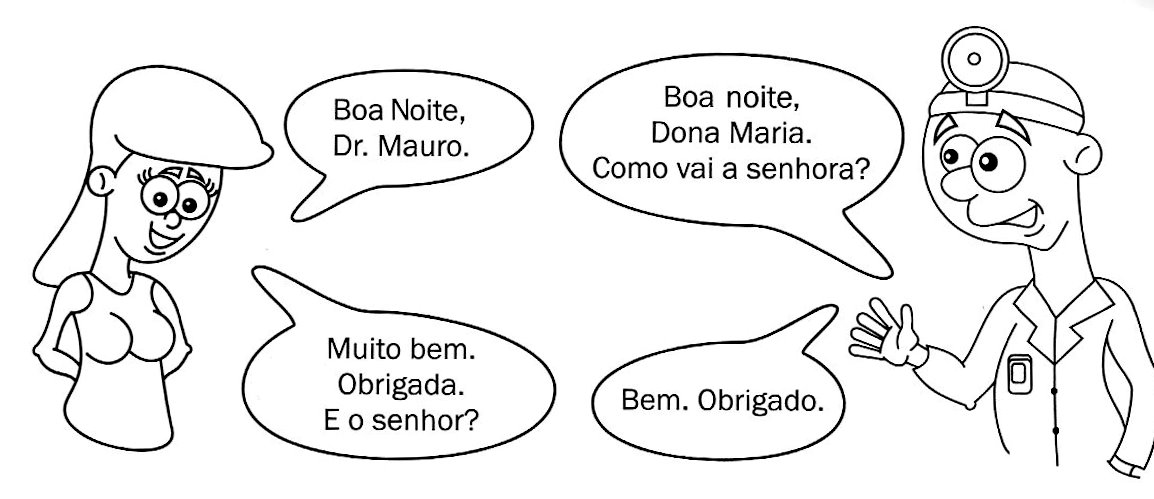 Boa Noite,
Dr. Mauro.
Boa noite,
Dona Maria.
Como vai a senhora?
Muito bem.
Obrigada.
E o senhor?
Bem. Obrigado.